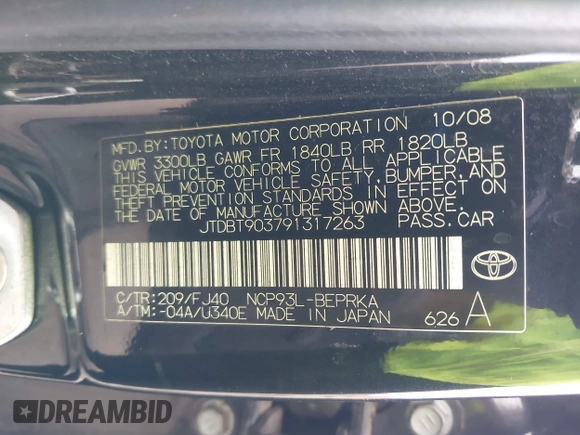 MFD.BY:TOYOTA MOTOR CORPORATION 10/08
GVWR 3300LB GAWR FR 1840LB RR 1820LB
THIS VEHICLE CONFORMS TO ALL APPLICABLE
FEDERAL MOTOR VEHICLE SAFETY, BUMPER, AND
THEFT PREVENTION STANDARDS IN EFFECT ON
THE DATE OF MANUFACTURE SHOWN ABOVE.
JTDBT903791317263 PASS.CAR
C/TR:209/FJ40 NCP93L-BEPRKA
A/TM:-04A/U340E MADE IN JAPAN 626 A
DREAMBID